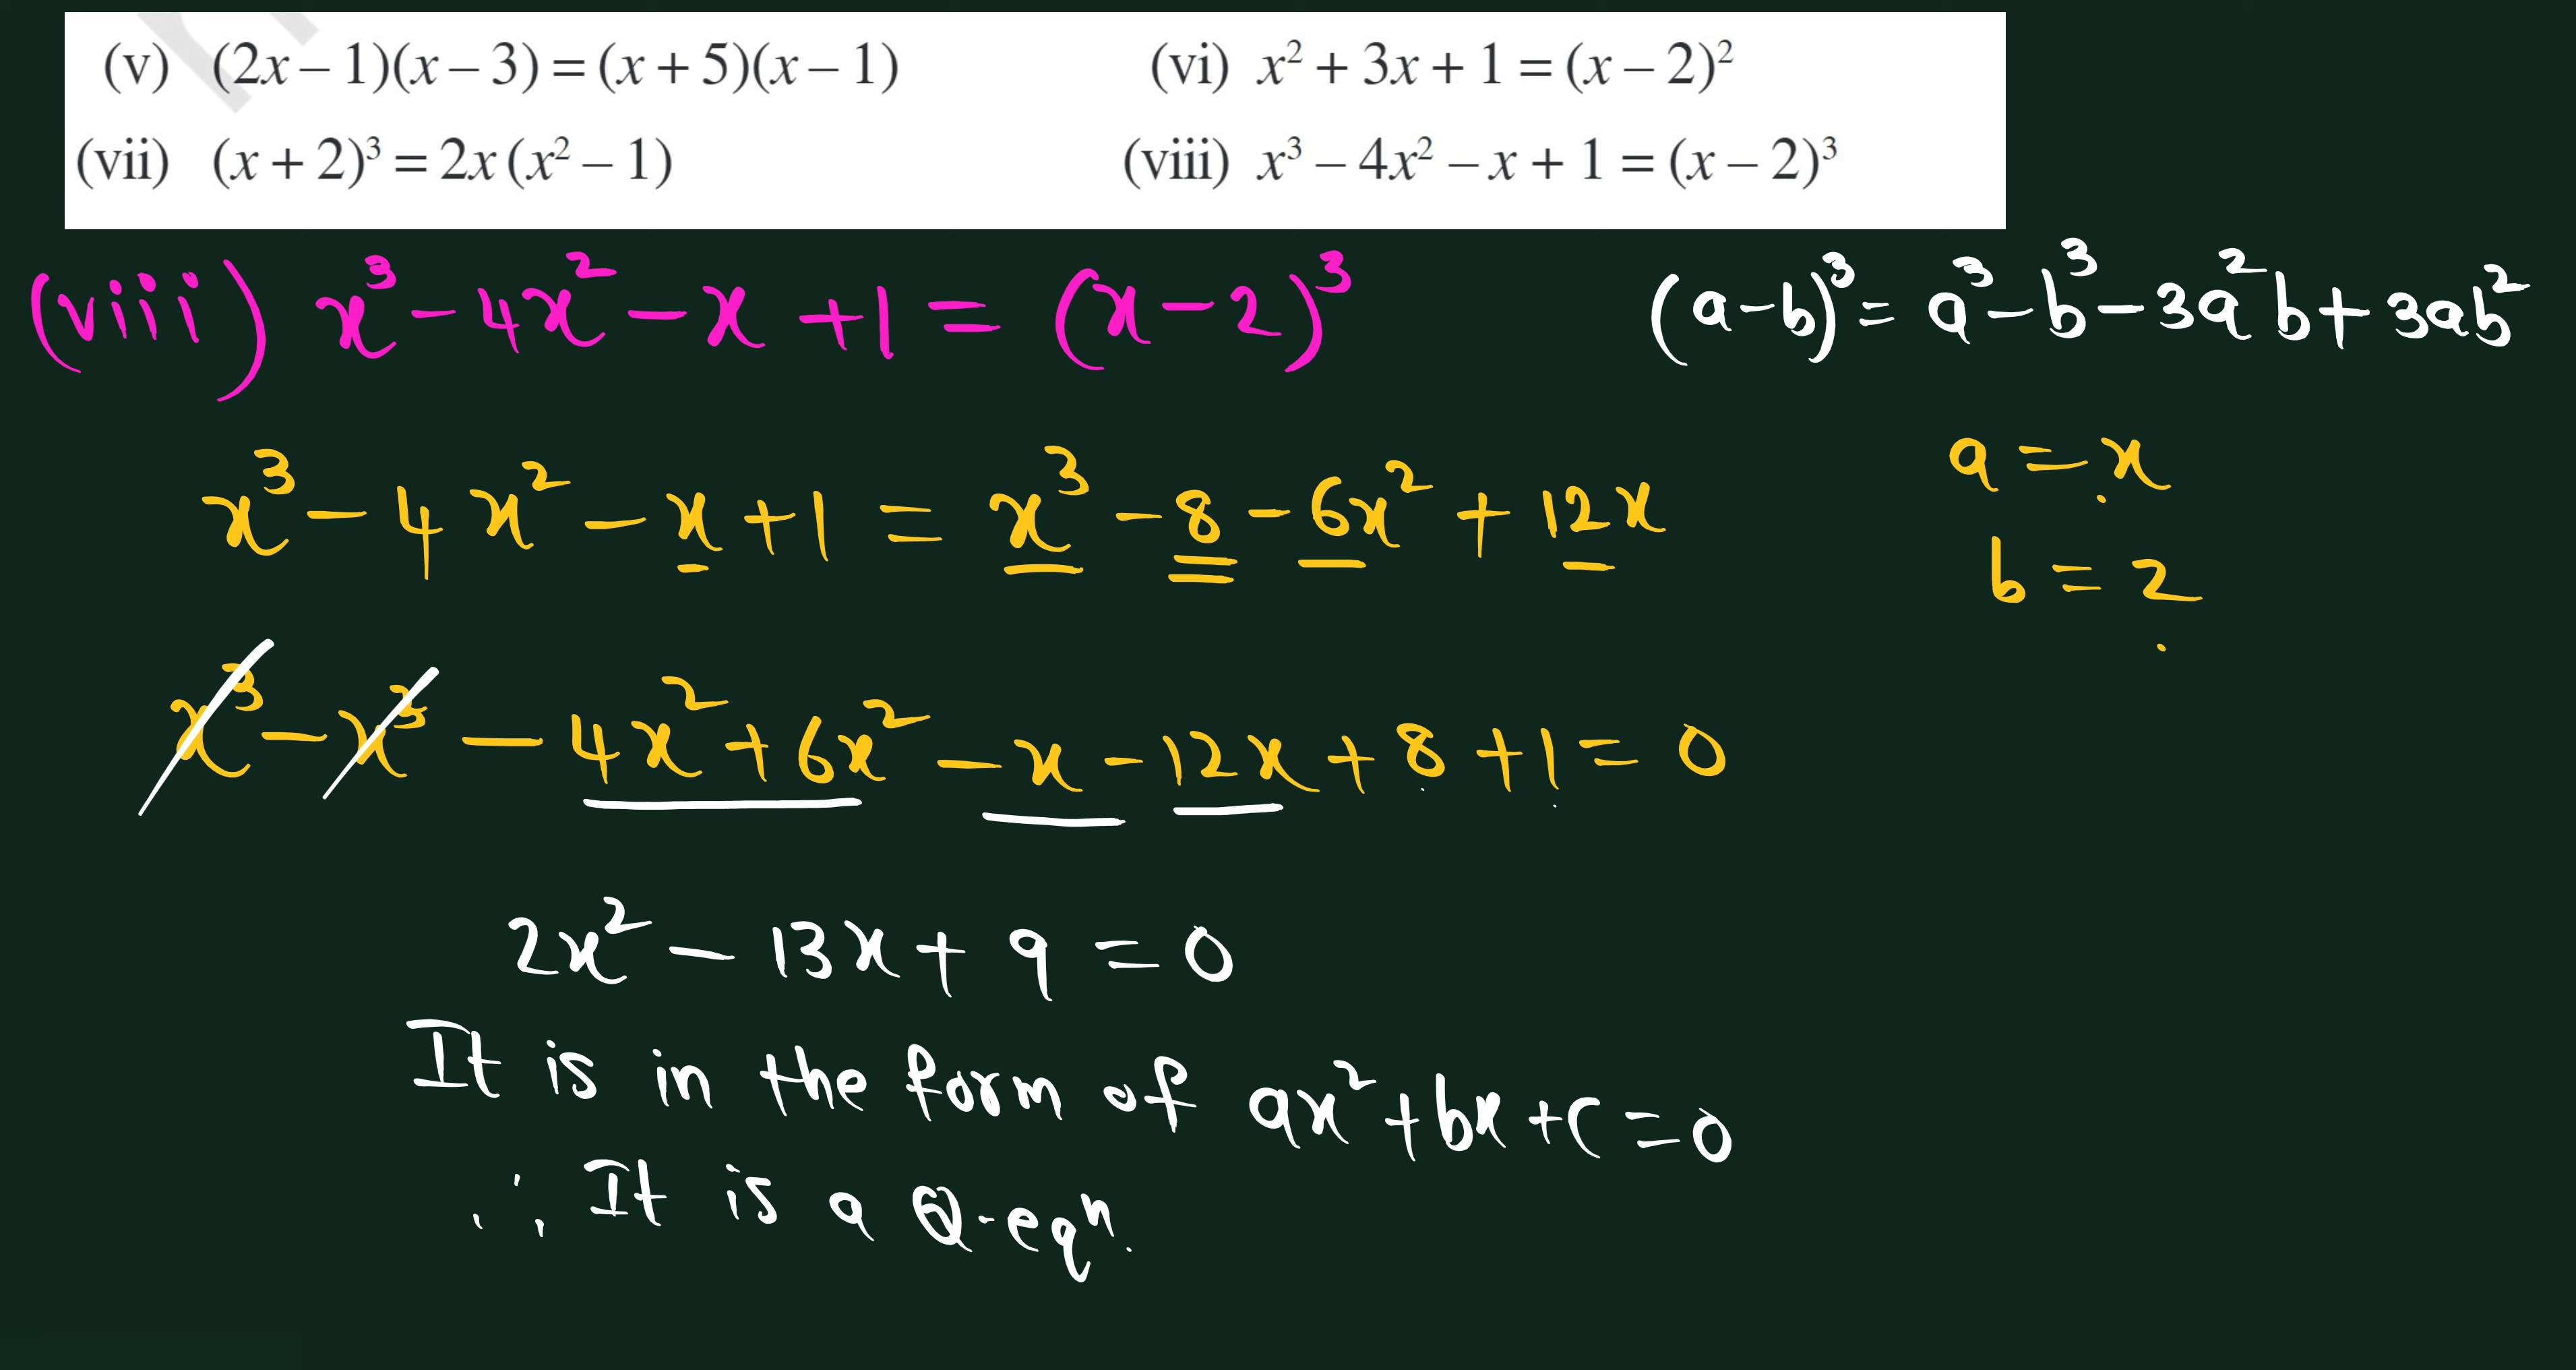 (v) (2x – 1)(x – 3) = (x + 5)(x – 1) (vi) x² + 3x + 1 = (x – 2)²
(vii) (x + 2)³ = 2x (x² – 1) (viii) x³ – 4x² – x + 1 = (x – 2)³
(viii) x³ - 4x² - x + 1 = (x - 2)³ (a-b)³ = a³ - b³ - 3a²b + 3ab²
x³ - 4x² - x + 1 = x³ - 8 - 6x² + 12x
a = x
b = 2
x³ - x³ - 4x² + 6x² - x - 12x + 8 + 1 = 0
2x² - 13x + 9 = 0
It is in the form of ax² + bx + c = 0
∴ It is a Q-eqⁿ.